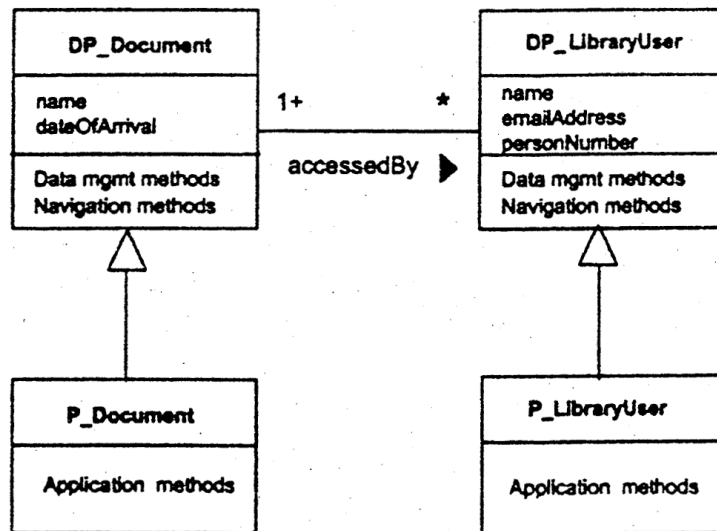 DP_Document
name
dateOfArrival
Data mgmt methods
Navigation methods
1+
*
accessedBy
DP_LibraryUser
name
emailAddress
personNumber
Data mgmt methods
Navigation methods
P_Document
Application methods
P_LibraryUser
Application methods